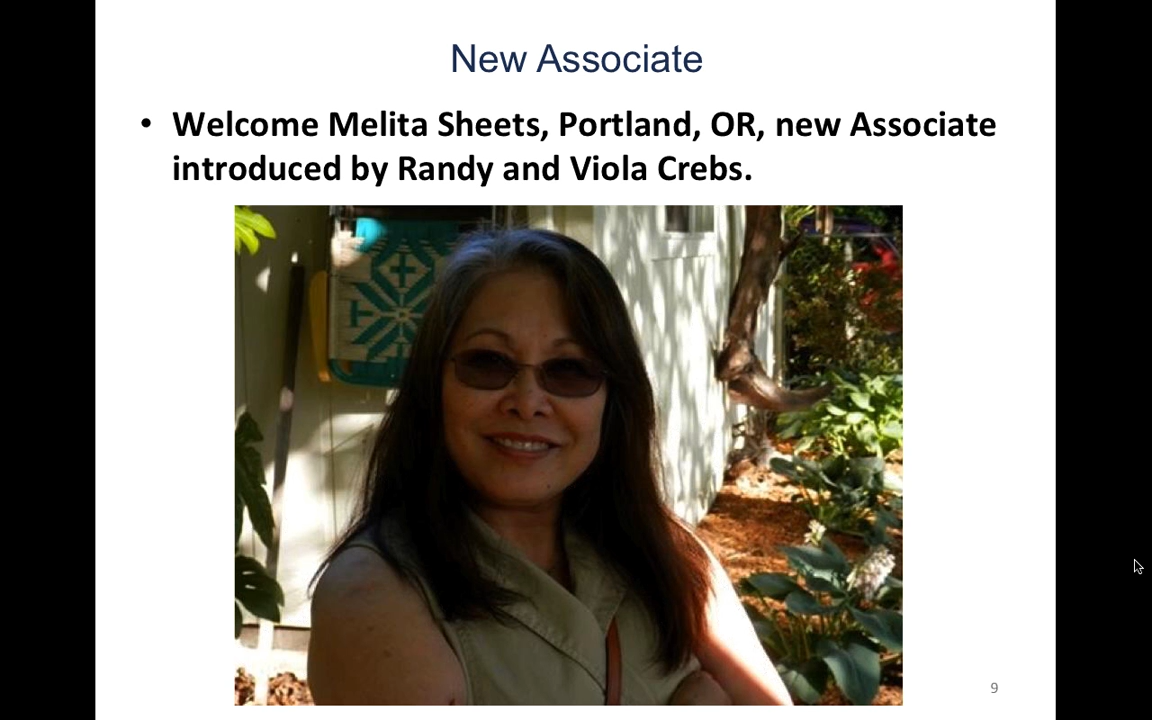 New Associate
• Welcome Melita Sheets, Portland, OR, new Associate
introduced by Randy and Viola Crebs.
9